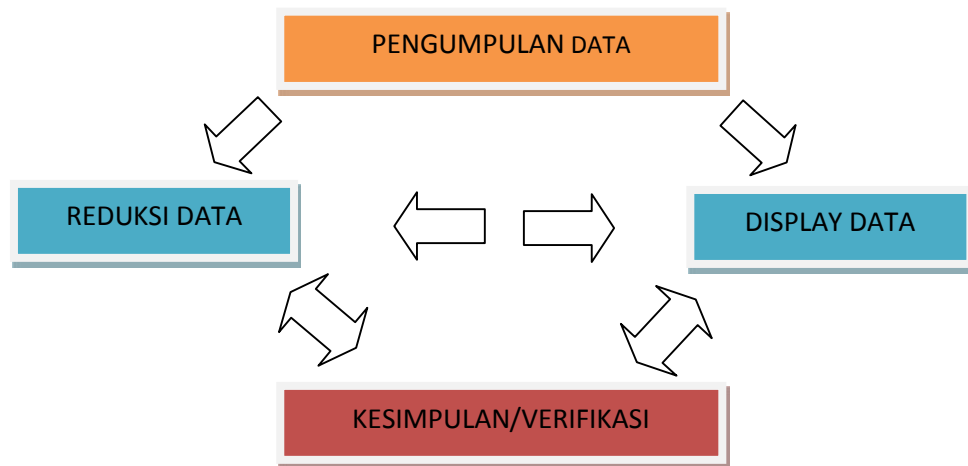 PENGUMPULAN DATA
REDUKSI DATA
DISPLAY DATA
KESIMPULAN/VERIFIKASI